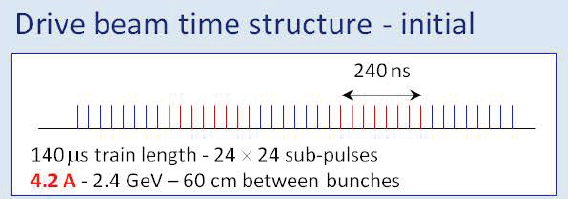 Drive beam time structure - initial
240 ns
140 μs train length - 24 × 24 sub-pulses
4.2 A - 2.4 GeV – 60 cm between bunches